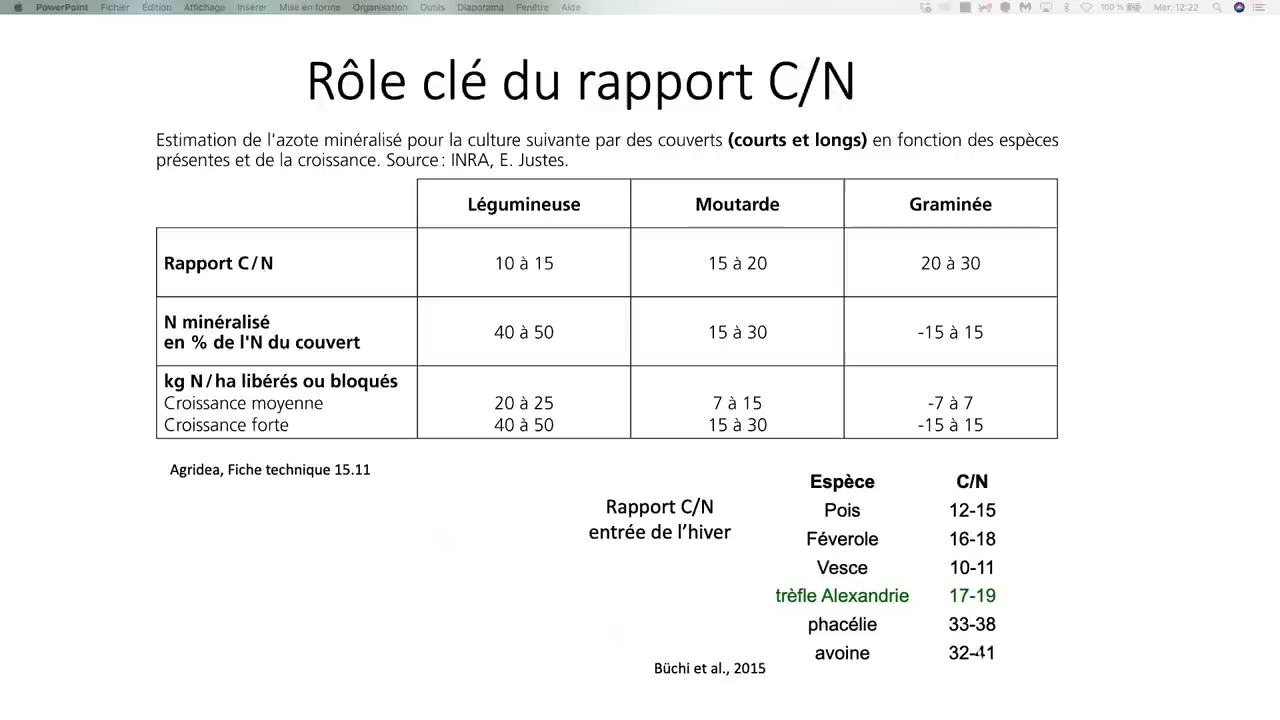 PowerPoint Fichier Édition Affichage Insérer Mise en forme Organisation Outils Diaporama Fenêtre Aide 100 % Mer. 12:22
Rôle clé du rapport C/N
Estimation de l'azote minéralisé pour la culture suivante par des couverts (courts et longs) en fonction des espèces
présentes et de la croissance. Source : INRA, E. Justes.
Légumineuse Moutarde Graminée
Rapport C/N 10 à 15 15 à 20 20 à 30
N minéralisé
en % de l'N du couvert 40 à 50 15 à 30 -15 à 15
kg N/ha libérés ou bloqués
Croissance moyenne 20 à 25 7 à 15 -7 à 7
Croissance forte 40 à 50 15 à 30 -15 à 15
Agridea, Fiche technique 15.11
Rapport C/N
entrée de l'hiver
Espèce C/N
Pois 12-15
Féverole 16-18
Vesce 10-11
trèfle Alexandrie 17-19
phacélie 33-38
avoine 32-41
Büchi et al., 2015